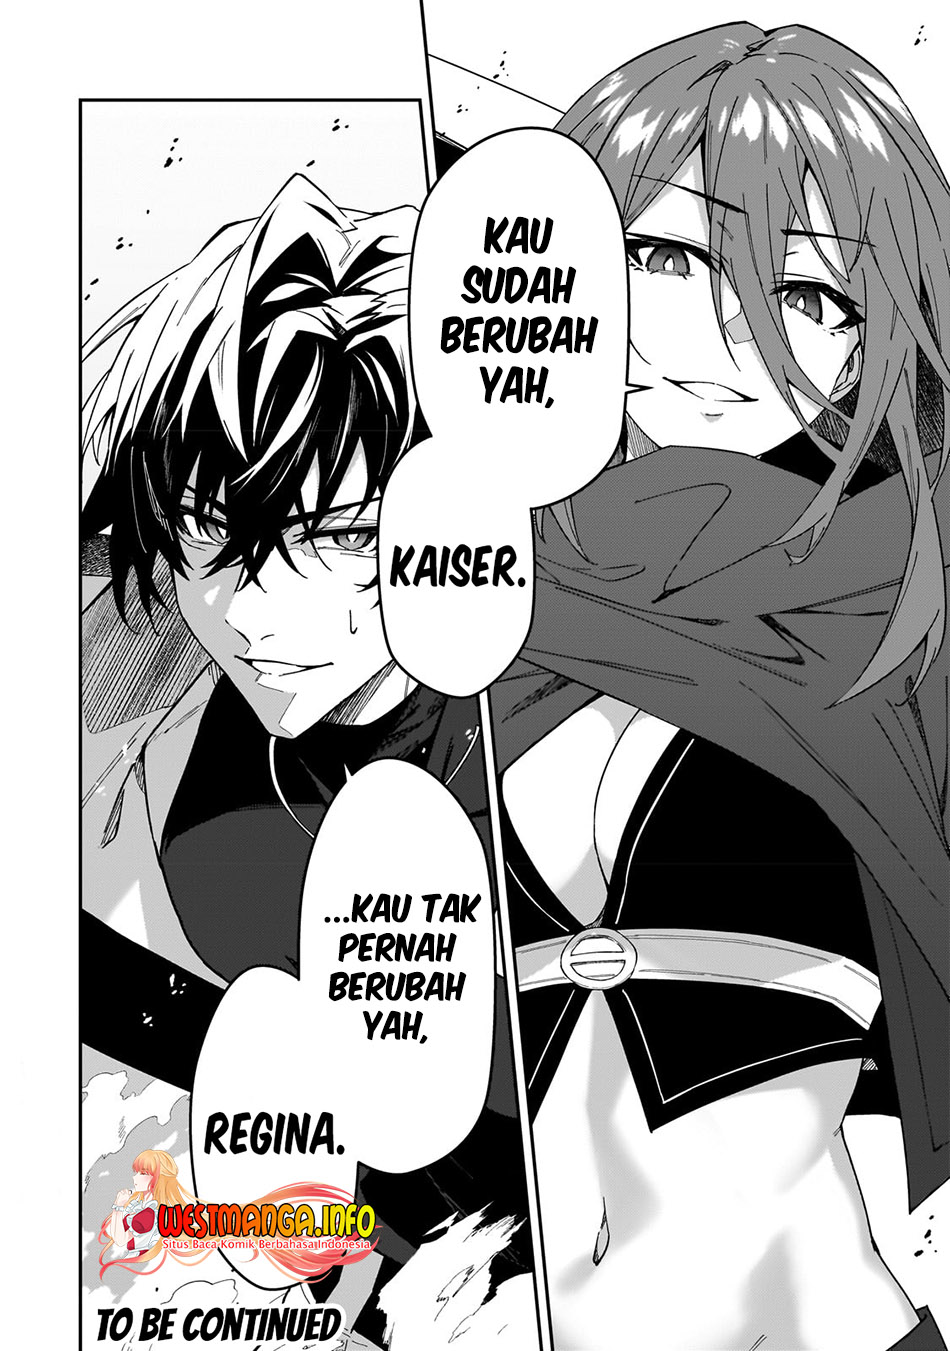 KAU
SUDAH
BERUBAH
YAH,
KAISER.
...KAU TAK
PERNAH
BERUBAH
YAH,
REGINA.
WESTMANGA.INFO
Situs Baca Komik Berbahasa Indonesia
TO BE CONTINUED